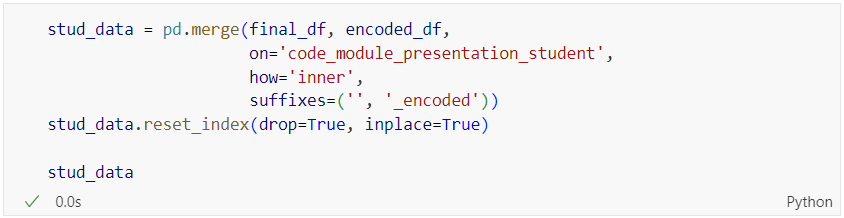 stud_data = pd.merge(final_df, encoded_df,
                     on='code_module_presentation_student',
                     how='inner',
                     suffixes=('', '_encoded'))
stud_data.reset_index(drop=True, inplace=True)
stud_data
0.0s
Python